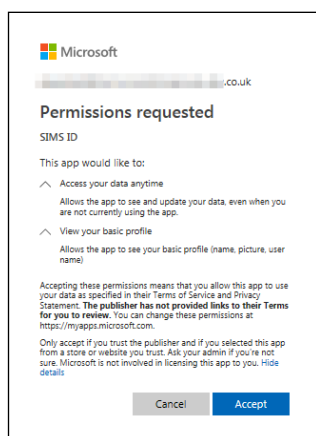 Microsoft
.co.uk
Permissions requested
SIMS ID
This app would like to:
Access your data anytime
Allows the app to see and update your data, even when you
are not currently using the app.
View your basic profile
Allows the app to see your basic profile (name, picture, user
name)
Accepting these permissions means that you allow this app to use
your data as specified in their Terms of Service and Privacy
Statement. The publisher has not provided links to their Terms
for you to review. You can change these permissions at
https://myapps.microsoft.com.
Only accept if you trust the publisher and if you selected this app
from a store or website you trust. Ask your admin if you're not
sure. Microsoft is not involved in licensing this app to you. Hide
details
Cancel Accept